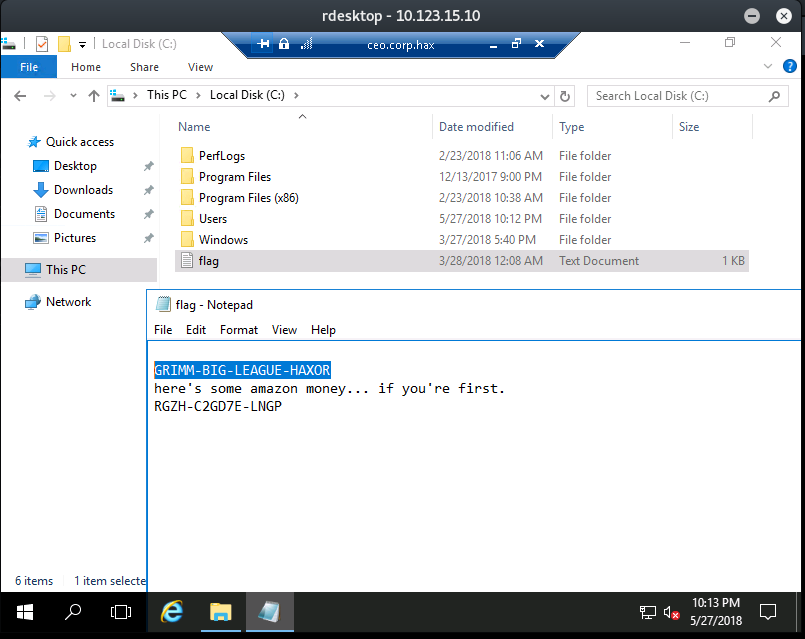 rdesktop - 10.123.15.10
Local Disk (C:)
ceo.corp.hax
File Home Share View
This PC Local Disk (C:)
Search Local Disk (C:)
Name Date modified Type Size
Quick access
Desktop
Downloads
Documents
Pictures
This PC
Network
PerfLogs 2/23/2018 11:06 AM File folder
Program Files 12/13/2017 9:00 PM File folder
Program Files (x86) 2/23/2018 10:38 AM File folder
Users 5/27/2018 10:12 PM File folder
Windows 3/27/2018 5:40 PM File folder
flag 3/28/2018 12:08 AM Text Document 1 KB
flag - Notepad
File Edit Format View Help
GRIMM-BIG-LEAGUE-HAXOR
here's some amazon money... if you're first.
RGZH-C2GD7E-LNGP
6 items 1 item selecte
10:13 PM
5/27/2018